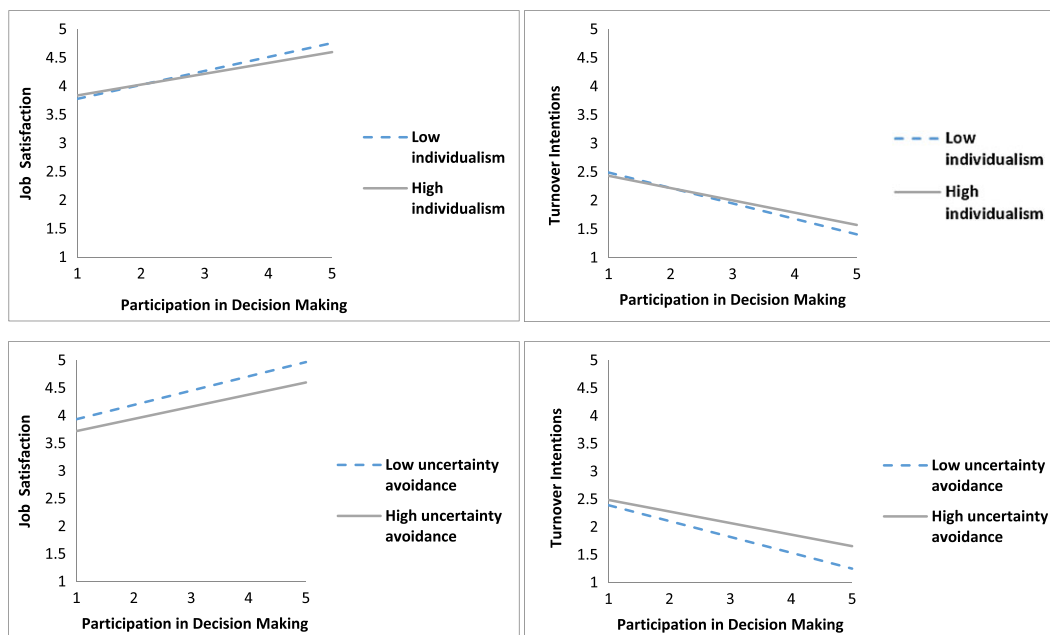 5
4.5
4
3.5
3
2.5
2
1.5
1
Job Satisfaction
1 2 3 4 5
Participation in Decision Making
Low
individualism
High
individualism
5
4.5
4
3.5
3
2.5
2
1.5
1
Turnover Intentions
1 2 3 4 5
Participation in Decision Making
Low
individualism
High
individualism
5
4.5
4
3.5
3
2.5
2
1.5
1
Job Satisfaction
1 2 3 4 5
Participation in Decision Making
Low uncertainty
avoidance
High uncertainty
avoidance
5
4.5
4
3.5
3
2.5
2
1.5
1
Turnover Intentions
1 2 3 4 5
Participation in Decision Making
Low uncertainty
avoidance
High uncertainty
avoidance